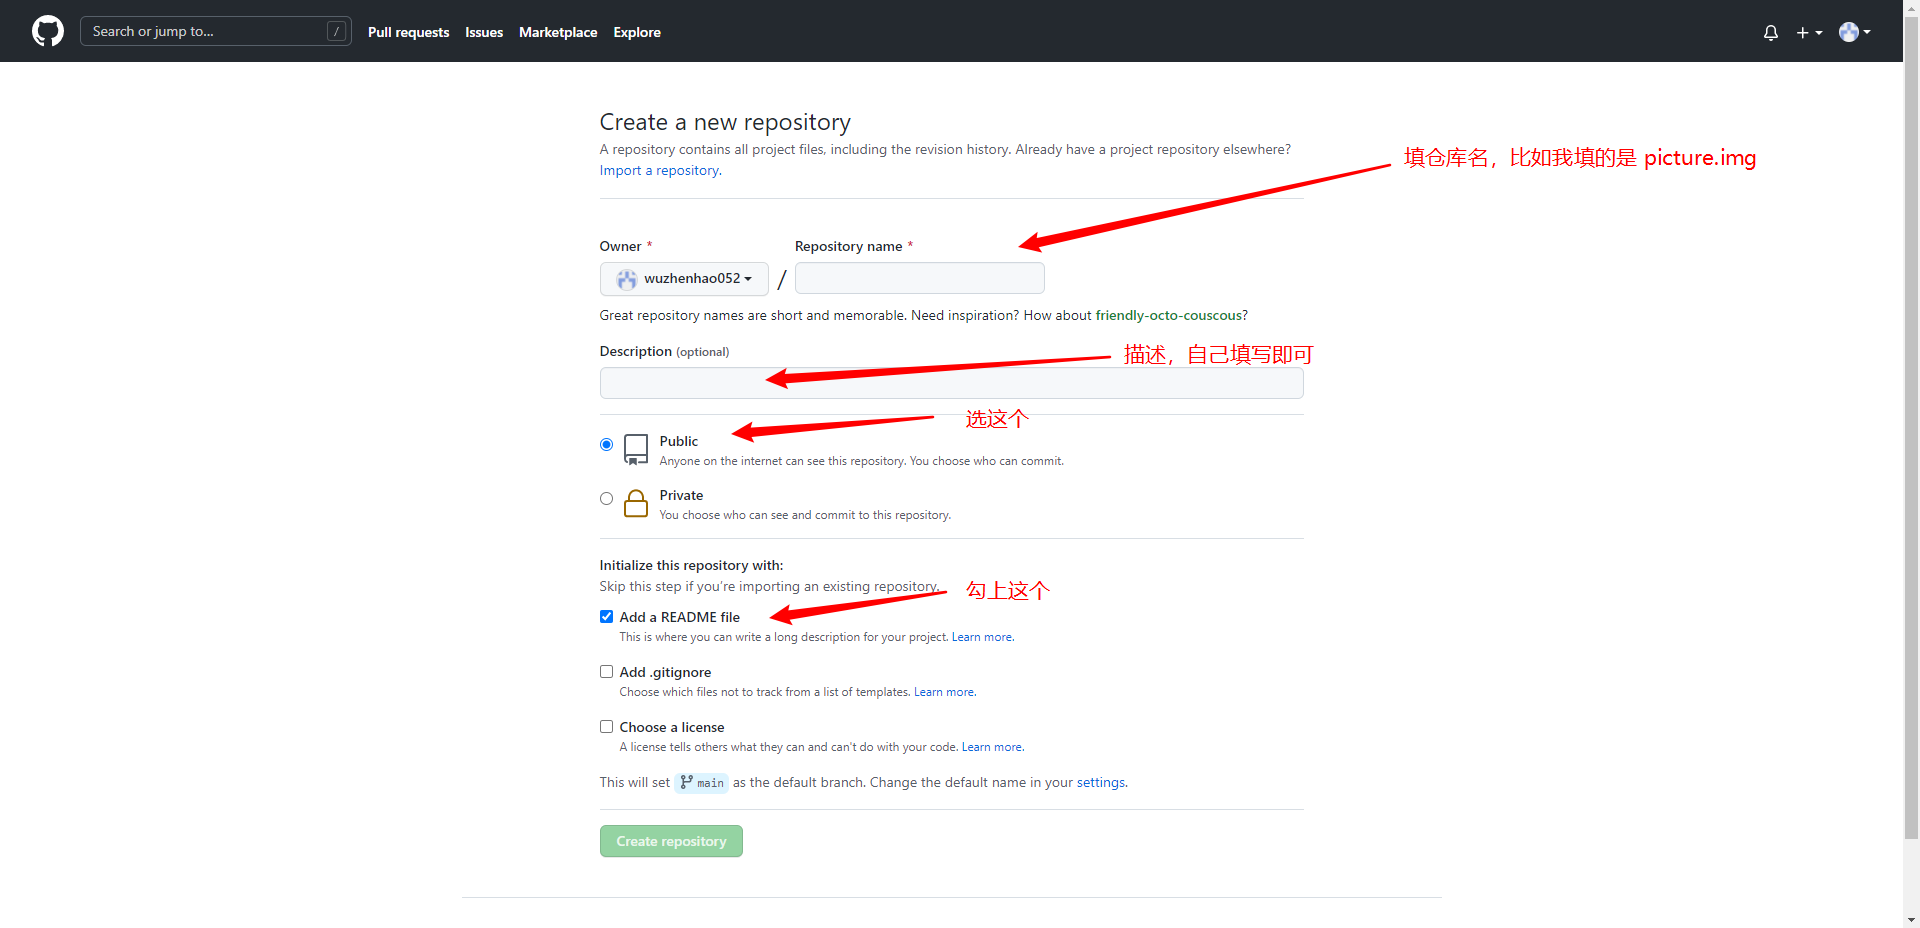 Search or jump to... /
Pull requests Issues Marketplace Explore
Create a new repository
A repository contains all project files, including the revision history. Already have a project repository elsewhere?
Import a repository.
填仓库名，比如我填的是 picture.img
Owner * Repository name *
wuzhenhao052 /
Great repository names are short and memorable. Need inspiration? How about friendly-octo-couscous?
Description (optional)
描述，自己填写即可
选这个
Public
Anyone on the internet can see this repository. You choose who can commit.
Private
You choose who can see and commit to this repository.
Initialize this repository with:
Skip this step if you're importing an existing repository.
勾上这个
Add a README file
This is where you can write a long description for your project. Learn more.
Add .gitignore
Choose which files not to track from a list of templates. Learn more.
Choose a license
A license tells others what they can and can't do with your code. Learn more.
This will set main as the default branch. Change the default name in your settings.
Create repository